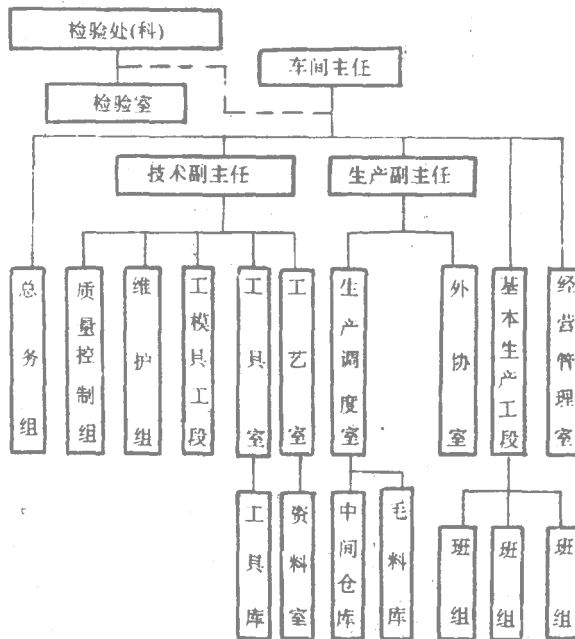 检验处(科)
车间主任
检验室
技术副主任
生产副主任
总务组
质量控制组
维护组
工模具工段
工具室
工艺室
生产调度室
外协室
基本生产工段
经营管理室
工具库
资料室
中间仓库
毛料库
班组
班组
班组